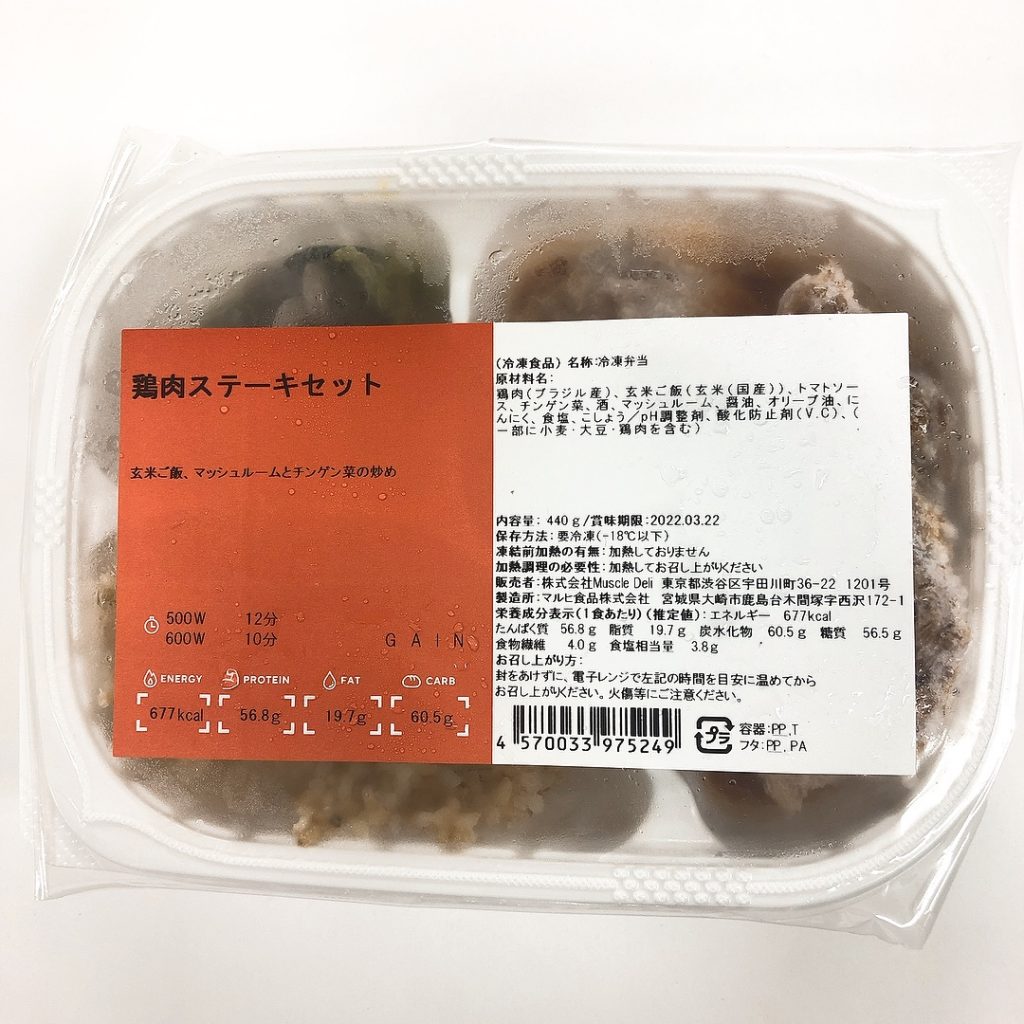 鶏肉ステーキセット
玄米ご飯、マッシュルームとチンゲン菜の炒め
500W 12分
600W 10分
GAIN
ENERGY PROTEIN FAT CARB
677kcal 56.8g 19.7g 60.5g
(冷凍食品) 名称:冷凍弁当
原材料名:
鶏肉(ブラジル産)、玄米ご飯(玄米(国産))、トマトソー
ス、チンゲン菜、酒、マッシュルーム、醤油、オリーブ油、に
んにく、食塩、こしょう/pH調整剤、酸化防止剤(V.C)、(
一部に小麦・大豆・鶏肉を含む)
内容量: 440g/賞味期限:2022.03.22
保存方法:要冷凍(-18℃以下)
凍結前加熱の有無:加熱しておりません
加熱調理の必要性:加熱してお召し上がりください
販売者:株式会社Muscle Deli 東京都渋谷区宇田川町36-22 1201号
製造所:マルヒ食品株式会社 宮城県大崎市鹿島台木間塚字西沢172-1
栄養成分表示(1食あたり)(推定値):エネルギー 677kcal
たんぱく質 56.8g 脂質 19.7g 炭水化物 60.5g 糖質 56.5g
食物繊維 4.0g 食塩相当量 3.8g
お召し上がり方:
封をあけずに、電子レンジで左記の時間を目安に温めてから
お召し上がりください。火傷等にご注意ください。
4 570033 975249
プラ
容器:PP,T
フタ:PP,PA